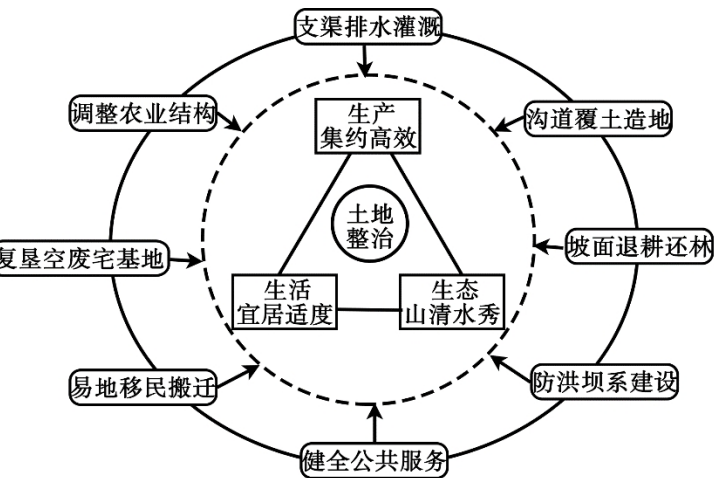 支渠排水灌溉
调整农业结构
生产
集约高效
沟道覆土造地
土地
整治
复垦空废宅基地
坡面退耕还林
生活
宜居适度
生态
山清水秀
易地移民搬迁
防洪坝系建设
健全公共服务